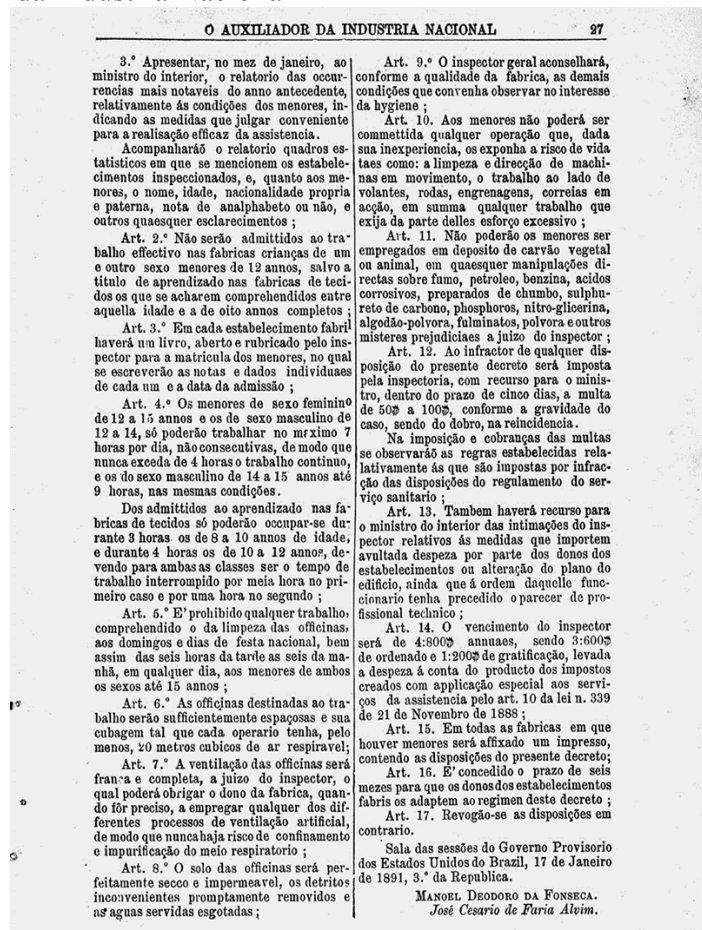 O AUXILIADOR DA INDUSTRIA NACIONAL 27
3.º Apresentar, no mez de janeiro, ao
ministro do interior, o relatorio das occur-
rencias mais notaveis do anno antecedente,
relativamente ás condições dos menores, in-
dicando as medidas que julgar conveniente
para a realisação efficaz da assistencia.
Acompanharáõ o relatorio quadros es-
tatisticos em que se mencionem os estabele-
cimentos inspeccionados, e, quanto aos me-
nores, o nome, idade, nacionalidade propria
e paterna, nota de analphabeto ou não, e
outros quaesquer esclarecimentos ;
Art. 2.º Não serão admittidos ao tra-
balho effectivo nas fabricas crianças de um
e outro sexo menores de 12 annos, salvo a
titulo de aprendizado nas fabricas de teci-
dos os que se acharem comprehendidos entre
aquella idade e a de oito annos completos ;
Art. 3.º Em cada estabelecimento fabril
haverá um livro, aberto e rubricado pelo ins-
pector para a matricula dos menores, no qual
se escreverão as notas e dados individuaes
de cada um e a data da admissão ;
Art. 4.º Os menores de sexo feminino
de 12 a 15 annos e os de sexo masculino de
12 a 14, só poderão trabalhar no maximo 7
horas por dia, não consecutivas, de modo que
nunca exceda de 4 horas o trabalho continuo,
e os do sexo masculino de 14 a 15 annos até
9 horas, nas mesmas condições.
Dos admittidos ao aprendizado nas fa-
bricas de tecidos só poderão occupar-se du-
rante 3 horas os de 8 a 10 annos de idade,
e durante 4 horas os de 10 a 12 annos, de-
vendo para ambas as classes ser o tempo de
trabalho interrompido por meia hora no pri-
meiro caso e por uma hora no segundo ;
Art. 5.º E' prohibido qualquer trabalho,
comprehendido o da limpeza das officinas,
aos domingos e dias de festa nacional, bem
assim das seis horas da tarde as seis da ma-
nhã, em qualquer dia, aos menores de ambos
os sexos até 15 annos ;
Art. 6.º As officinas destinadas ao tra-
balho serão sufficientemente espaçosas e sua
cubagem tal que cada operario tenha, pelo
menos, 20 metros cubicos de ar respiravel;
Art. 7.º A ventilação das officinas será
franca e completa, a juizo do inspector, o
qual poderá obrigar o dono da fabrica, quan-
do fôr preciso, a empregar qualquer dos dif-
ferentes processos de ventilação artificial,
de modo que nunca haja risco de confinamento
e impurificação do meio respiratorio ;
Art. 8.º O solo das officinas será per-
feitamente secco e impermeavel, os detritos
inconvenientes promptamente removidos e
as aguas servidas esgotadas ;
Art. 9.º O inspector geral aconselhará,
conforme a qualidade da fabrica, as demais
condições que convenha observar no interesse
da hygiene ;
Art. 10. Aos menores não poderá ser
commettida qualquer operação que, dada
sua inexperiencia, os exponha a risco de vida
taes como: a limpeza e direcção de machi-
nas em movimento, o trabalho ao lado de
volantes, rodas, engrenagens, correias em
acção, em summa qualquer trabalho que
exija da parte delles esforço excessivo ;
Art. 11. Não poderão os menores ser
empregados em deposito de carvão vegetal
ou animal, em quaesquer manipulações di-
rectas sobre fumo, petroleo, benzina, acidos
corrosivos, preparados de chumbo, sulphu-
reto de carbono, phosphoros, nitro-glicerina,
algodão-polvora, fulminatos, polvora e outros
misteres prejudiciaes a juizo do inspector ;
Art. 12. Ao infractor de qualquer dis-
posição do presente decreto será imposta
pela inspectoria, com recurso para o minis-
tro, dentro do prazo de cinco dias, a multa
de 50$ a 100$, conforme a gravidade do
caso, sendo do dobro, na reincidencia.
Na imposição e cobranças das multas
se observaráõ as regras estabelecidas rela-
lativamente ás que são impostas por infrac-
ção das disposições do regulamento do ser-
viço sanitario ;
Art. 13. Tambem haverá recurso para
o ministro do interior das intimações do ins-
pector relativos ás medidas que importem
avultada despeza por parte dos donos dos
estabelecimentos ou alteração do plano do
edificio, ainda que á ordem daquelle func-
cionario tenha precedido o parecer de pro-
fissional technico ;
Art. 14. O vencimento do inspector
será de 4:800$ annuaes, sendo 3:600$
de ordenado e 1:200$ de gratificação, levada
a despeza á conta do producto dos impostos
creados com applicação especial aos servi-
ços da assistencia pelo art. 10 da lei n. 339
de 21 de Novembro de 1888 ;
Art. 15. Em todas as fabricas em que
houver menores será affixado um impresso,
contendo as disposições do presente decreto;
Art. 16. E' concedido o prazo de seis
mezes para que os donos dos estabelecimentos
fabris os adaptem ao regimen deste decreto ;
Art. 17. Revogão-se as disposições em
contrario.
Sala das sessões do Governo Provisorio
dos Estados Unidos do Brazil, 17 de Janeiro
de 1891, 3.º da Republica.
MANOEL DEODORO DA FONSECA.
José Cesario de Faria Alvim.